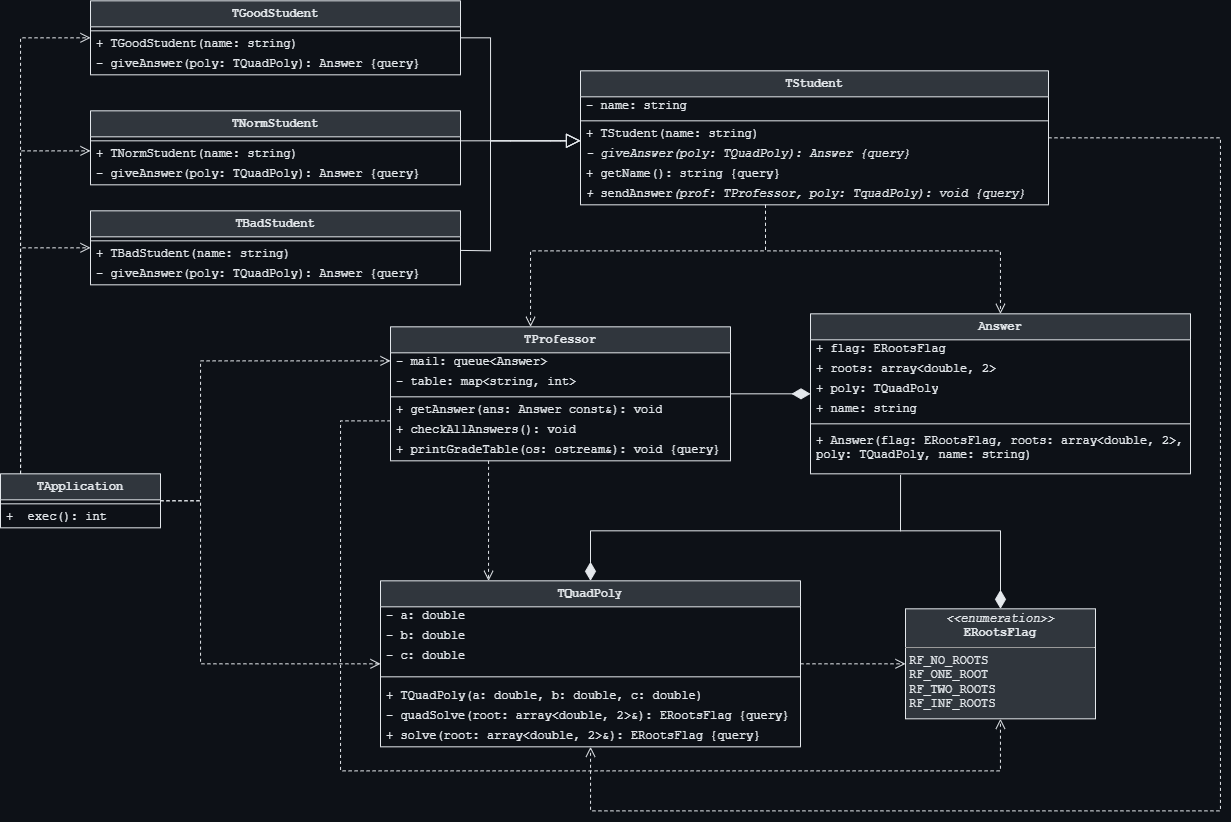 TGoodStudent
+ TGoodStudent(name: string)
- giveAnswer(poly: TQuadPoly): Answer {query}
TNormStudent
+ TNormStudent(name: string)
- giveAnswer(poly: TQuadPoly): Answer {query}
TBadStudent
+ TBadStudent(name: string)
- giveAnswer(poly: TQuadPoly): Answer {query}
TStudent
- name: string
+ TStudent(name: string)
- giveAnswer(poly: TQuadPoly): Answer {query}
+ getName(): string {query}
+ sendAnswer(prof: TProfessor, poly: TquadPoly): void {query}
TProfessor
- mail: queue<Answer>
- table: map<string, int>
+ getAnswer(ans: Answer const&): void
+ checkAllAnswers(): void
+ printGradeTable(os: ostream&): void {query}
Answer
+ flag: ERootsFlag
+ roots: array<double, 2>
+ poly: TQuadPoly
+ name: string
+ Answer(flag: ERootsFlag, roots: array<double, 2>,
poly: TQuadPoly, name: string)
TApplication
+ exec(): int
TQuadPoly
- a: double
- b: double
- c: double
+ TQuadPoly(a: double, b: double, c: double)
- quadSolve(root: array<double, 2>&): ERootsFlag {query}
+ solve(root: array<double, 2>&): ERootsFlag {query}
<<enumeration>>
ERootsFlag
RF_NO_ROOTS
RF_ONE_ROOT
RF_TWO_ROOTS
RF_INF_ROOTS